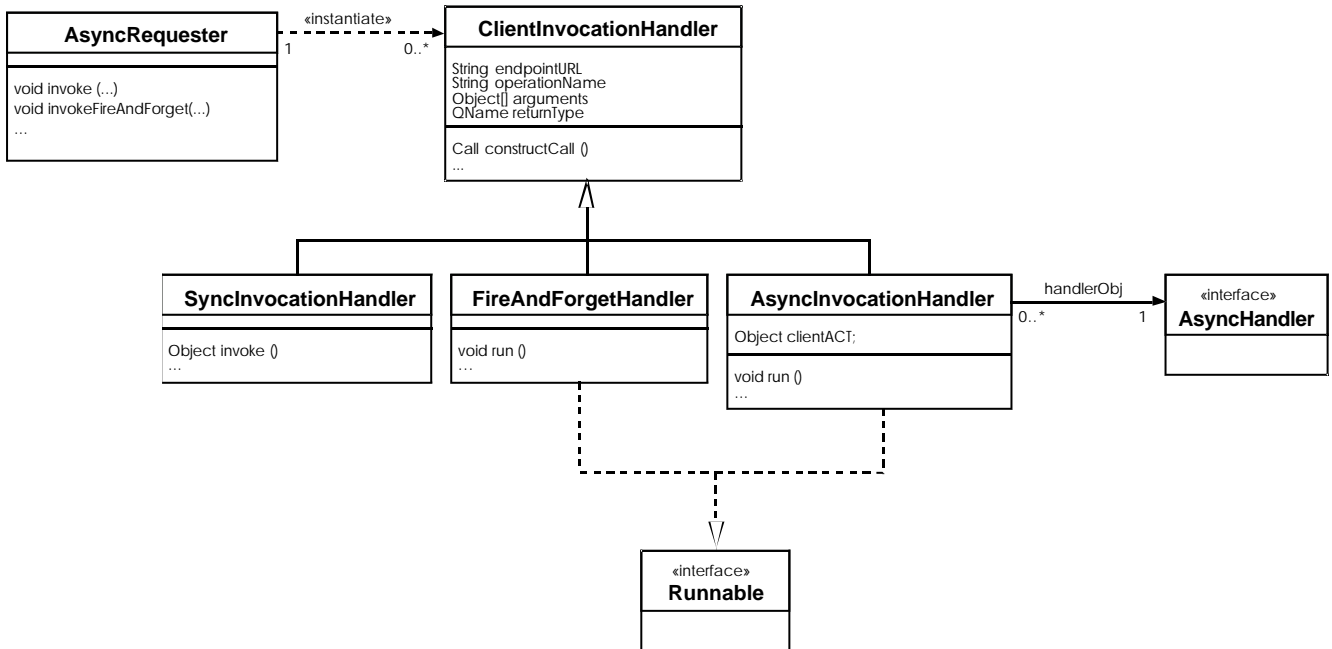 AsyncRequester
void invoke (...)
void invokeFireAndForget(...)
...
«instantiate»
1
0..*
ClientInvocationHandler
String endpointURL
String operationName
Object[] arguments
QName returnType
Call constructCall ()
...
SyncInvocationHandler
Object invoke ()
...
FireAndForgetHandler
void run ()
...
AsyncInvocationHandler
Object clientACT;
void run ()
...
handlerObj
0..*
1
«interface»
AsyncHandler
«interface»
Runnable